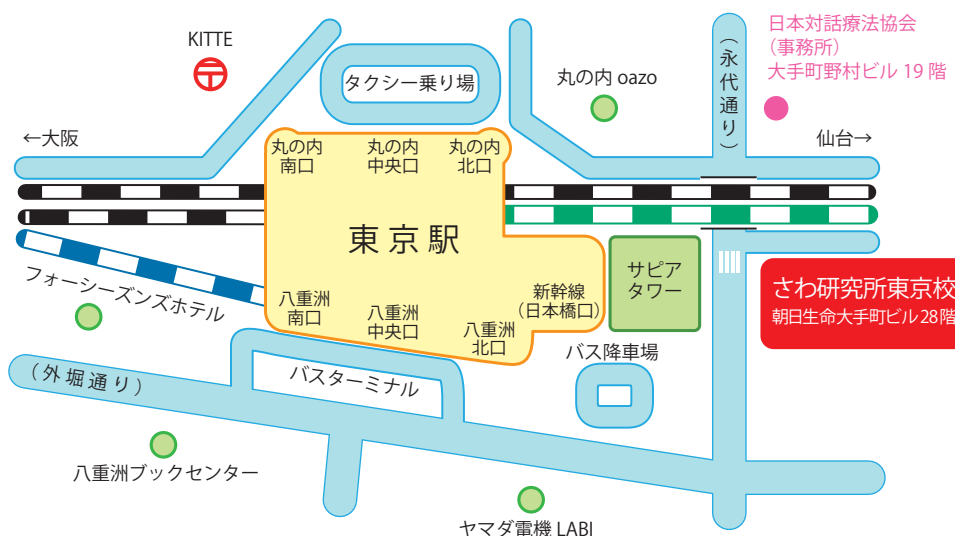 KITTE
タクシー乗り場
丸の内 oazo
(永代通り)
日本対話療法協会
(事務所)
大手町野村ビル 19 階
←大阪
仙台→
丸の内
南口
丸の内
中央口
丸の内
北口
東京駅
サピア
タワー
フォーシーズンズホテル
八重洲
南口
八重洲
中央口
八重洲
北口
新幹線
(日本橋口)
さわ研究所東京校
朝日生命大手町ビル 28階
バス降車場
(外堀通り)
バスターミナル
八重洲ブックセンター
ヤマダ電機 LABI